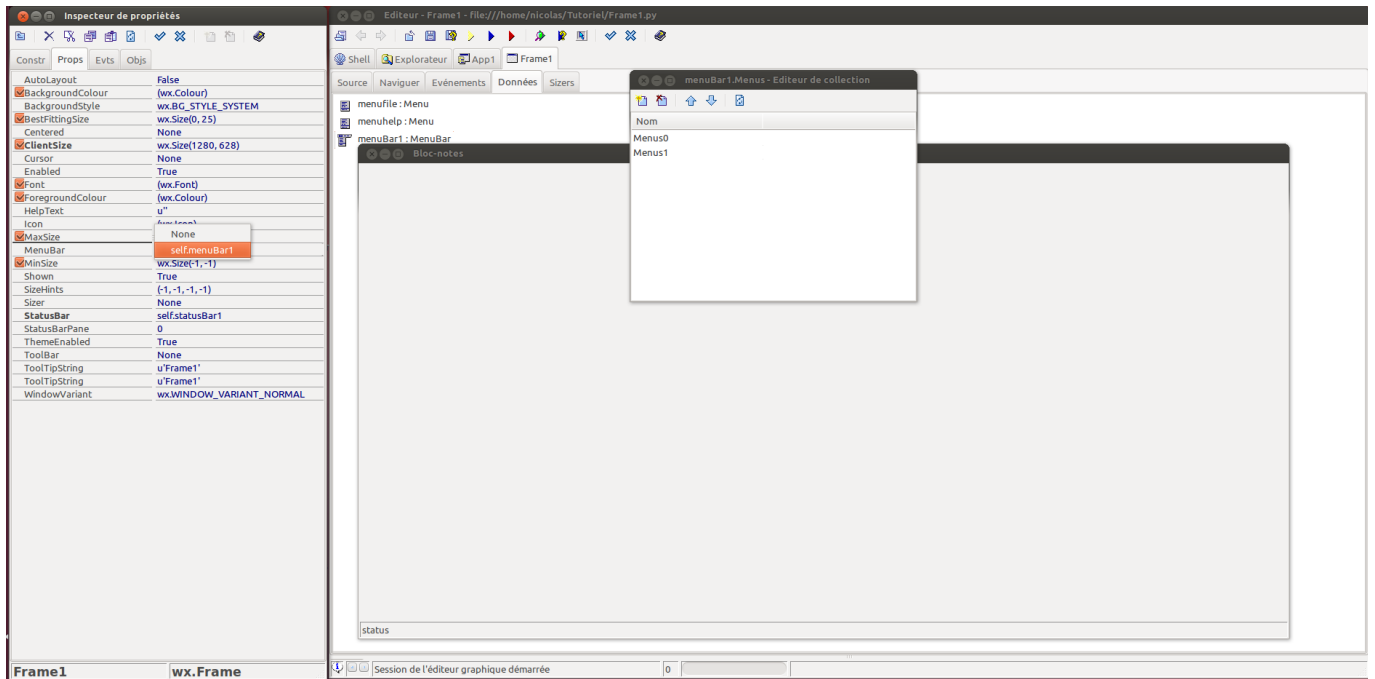 Inspecteur de propriétés
Constr Props Evts Objs
AutoLayout False
BackgroundColour (wx.Colour)
BackgroundStyle wx.BG_STYLE_SYSTEM
BestFittingSize wx.Size(0, 25)
Centered None
ClientSize wx.Size(1280, 628)
Cursor None
Enabled True
Font (wx.Font)
ForegroundColour (wx.Colour)
HelpText u''
Icon (wx.Icon)
MaxSize None
MenuBar self.menuBar1
MinSize wx.Size(-1, -1)
Shown True
SizeHints (-1, -1, -1, -1)
Sizer None
StatusBar self.statusBar1
StatusBarPane 0
ThemeEnabled True
ToolBar None
ToolTipString u'Frame1'
ToolTipString u'Frame1'
WindowVariant wx.WINDOW_VARIANT_NORMAL
Frame1 wx.Frame
Editeur - Frame1 - file:///home/nicolas/Tutoriel/Frame1.py
Shell Explorateur App1 Frame1
Source Naviguer Evénements Données Sizers
menufile : Menu
menuhelp : Menu
menuBar1 : MenuBar
menuBar1.Menus - Editeur de collection
Nom
Menus0
Menus1
Bloc-notes
status
Session de l'éditeur graphique démarrée 0